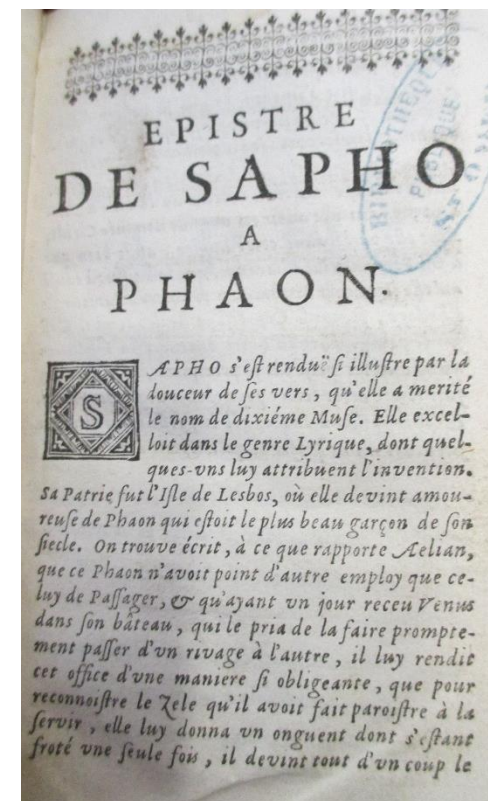 EPISTRE
DE SAPHO
A
PHAON.
SAPHO s'est renduë si illustre par la
douceur de ses vers, qu'elle a merité
le nom de dixiéme Muse. Elle excel-
loit dans le genre Lyrique, dont quel-
ques-vns luy attribuent l'invention.
Sa Patrie fut l'Isle de Lesbos, où elle devint amou-
reuse de Phaon qui estoit le plus beau garçon de son
siecle. On trouve écrit, à ce que rapporte Aelian,
que ce Phaon n'avoit point d'autre employ que ce-
luy de Passager, & qu'ayant vn jour receu Venus
dans son bâteau, qui le pria de la faire prompte-
ment passer d'vn rivage à l'autre, il luy rendit
cet office d'vne maniere si obligeante, que pour
reconnoistre le Zele qu'il avoit fait paroistre à la
servir, elle luy donna vn onguent dont s'estant
froté vne seule fois, il devint tout d'vn coup le